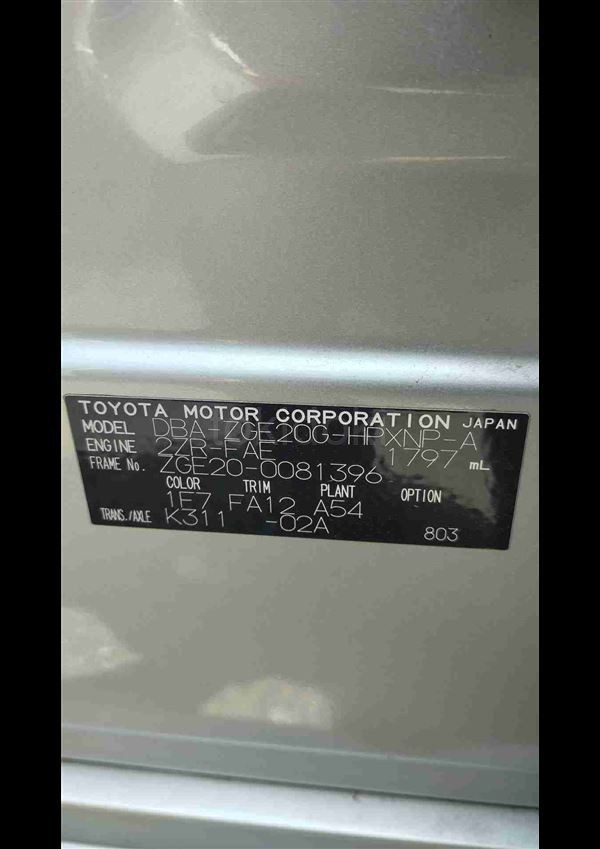 TOYOTA MOTOR CORPORATION JAPAN
MODEL DBA-ZGE20G-HPXNP-A
ENGINE 2ZR-FAE 1797 mL
FRAME No. ZGE20-0081396
COLOR TRIM PLANT OPTION
1F7 FA12 A54
TRANS./AXLE K311 -02A
803